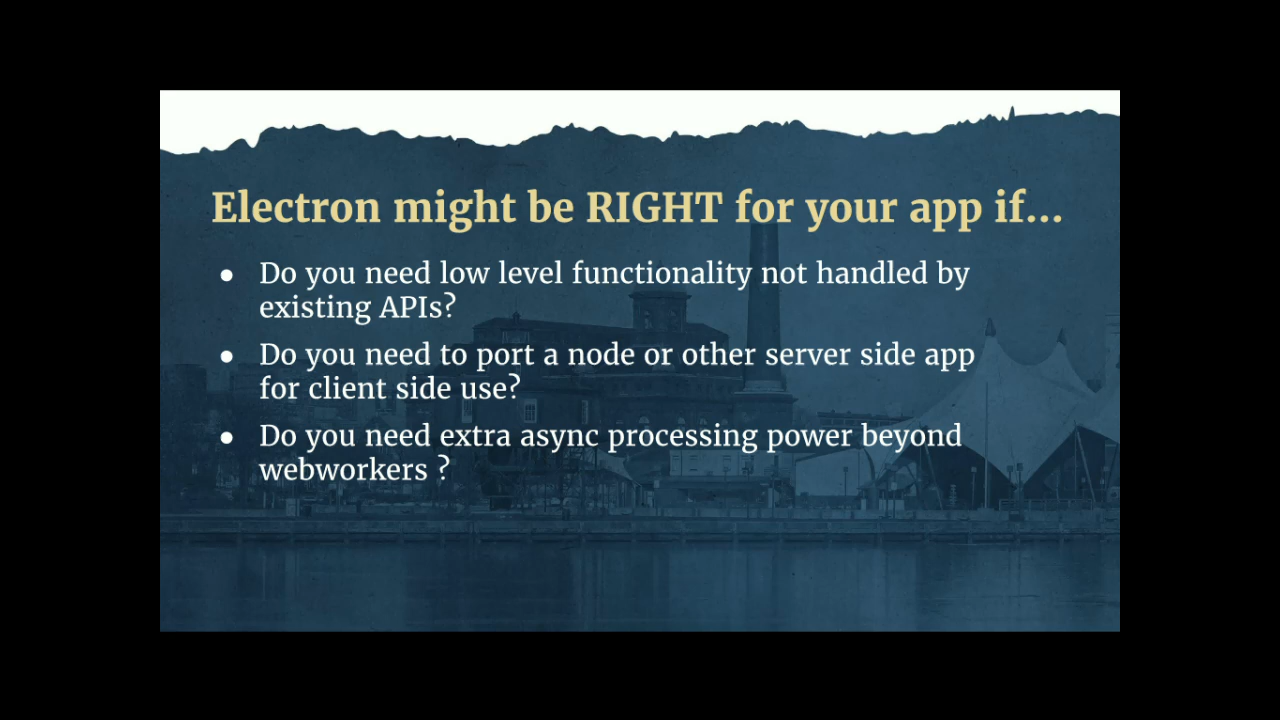 Electron might be RIGHT for your app if...
● Do you need low level functionality not handled by
existing APIs?
● Do you need to port a node or other server side app
for client side use?
● Do you need extra async processing power beyond
webworkers ?